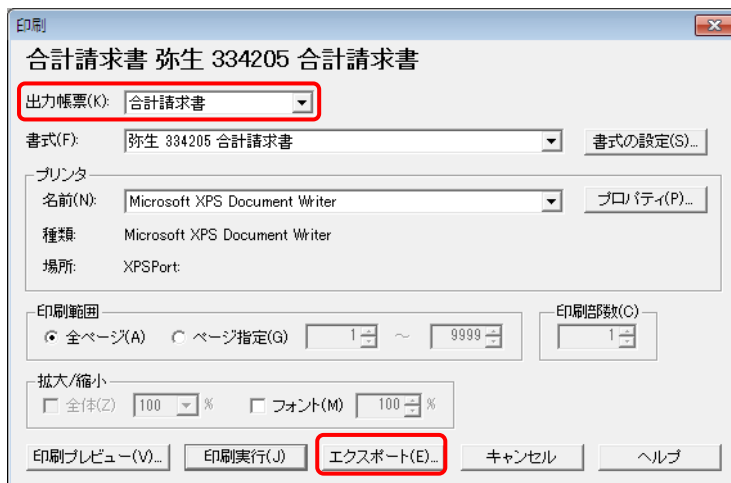 印刷
合計請求書 弥生 334205 合計請求書
出力帳票(K): 合計請求書
書式(F): 弥生 334205 合計請求書 書式の設定(S)...
プリンタ
名前(N): Microsoft XPS Document Writer プロパティ(P)...
種類: Microsoft XPS Document Writer
場所: XPSPort:
印刷範囲 印刷部数(C)
全ページ(A) ページ指定(G) 1 ～ 9999 1
拡大/縮小
全体(Z) 100 % フォント(M) 100 %
印刷プレビュー(V)... 印刷実行(J) エクスポート(E)... キャンセル ヘルプ